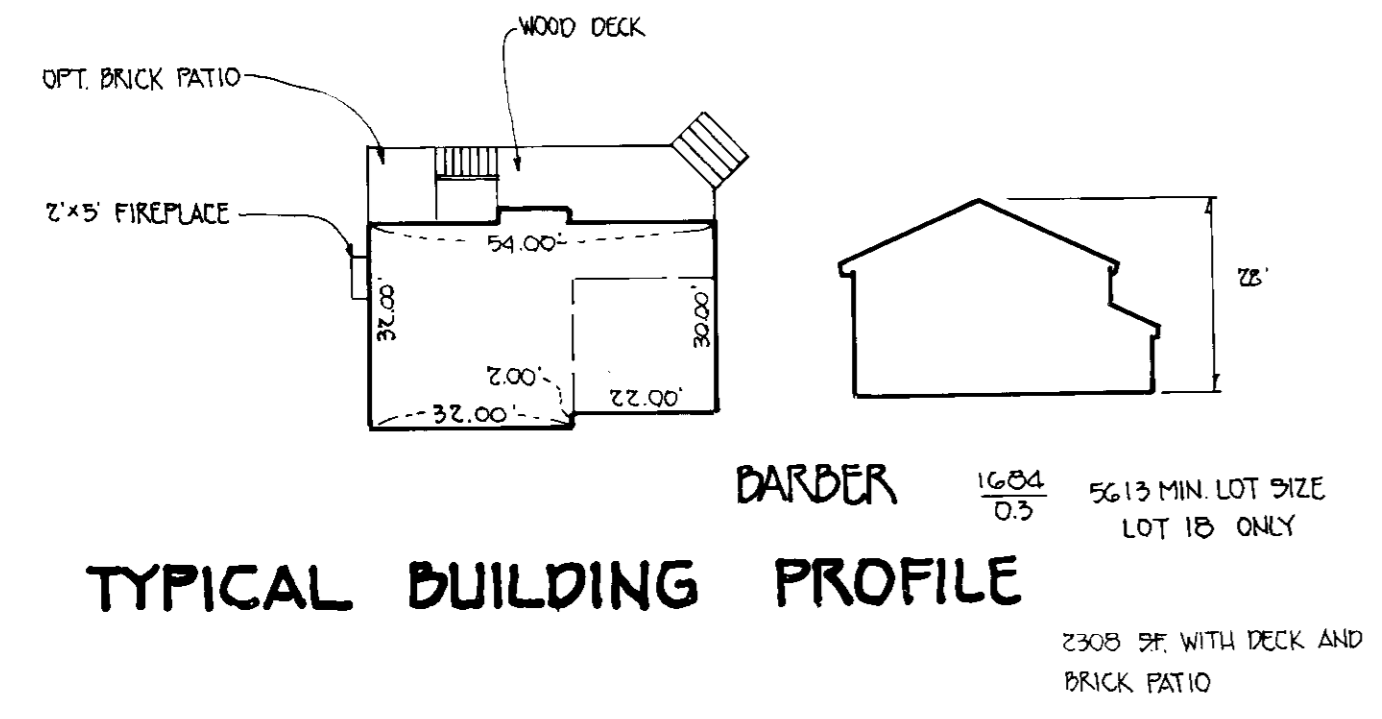 WOOD DECK
OPT. BRICK PATIO
2'x5' FIREPLACE
54.00'
32.00'
30.00'
2.00'
32.00'
22.00'
28'
BARBER
1684
0.3
5613 MIN. LOT SIZE
LOT 18 ONLY
TYPICAL BUILDING PROFILE
2308 S.F. WITH DECK AND
BRICK PATIO